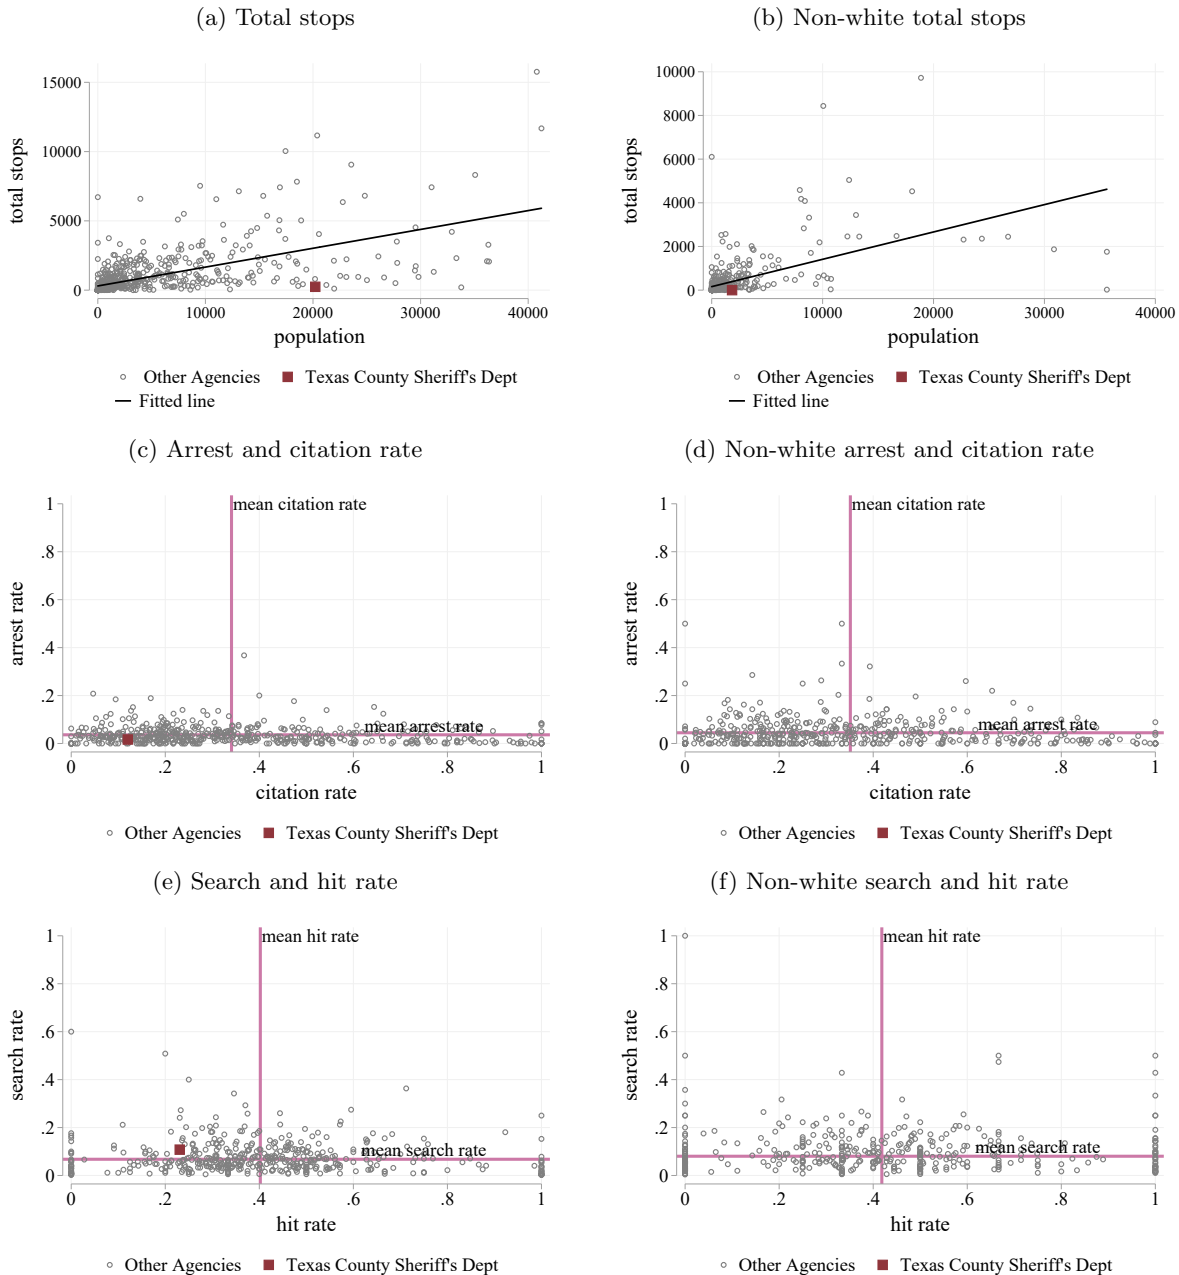 (a) Total stops
(b) Non-white total stops
15000
10000
5000
0
total stops
0 10000 20000 30000 40000
population
Other Agencies Texas County Sheriff's Dept
Fitted line
10000
8000
6000
4000
2000
0
total stops
0 10000 20000 30000 40000
population
Other Agencies Texas County Sheriff's Dept
Fitted line
(c) Arrest and citation rate
(d) Non-white arrest and citation rate
1
.8
.6
.4
.2
0
arrest rate
mean citation rate
mean arrest rate
0 .2 .4 .6 .8 1
citation rate
Other Agencies Texas County Sheriff's Dept
1
.8
.6
.4
.2
0
arrest rate
mean citation rate
mean arrest rate
0 .2 .4 .6 .8 1
citation rate
Other Agencies Texas County Sheriff's Dept
(e) Search and hit rate
(f) Non-white search and hit rate
1
.8
.6
.4
.2
0
search rate
mean hit rate
mean search rate
0 .2 .4 .6 .8 1
hit rate
Other Agencies Texas County Sheriff's Dept
1
.8
.6
.4
.2
0
search rate
mean hit rate
mean search rate
0 .2 .4 .6 .8 1
hit rate
Other Agencies Texas County Sheriff's Dept